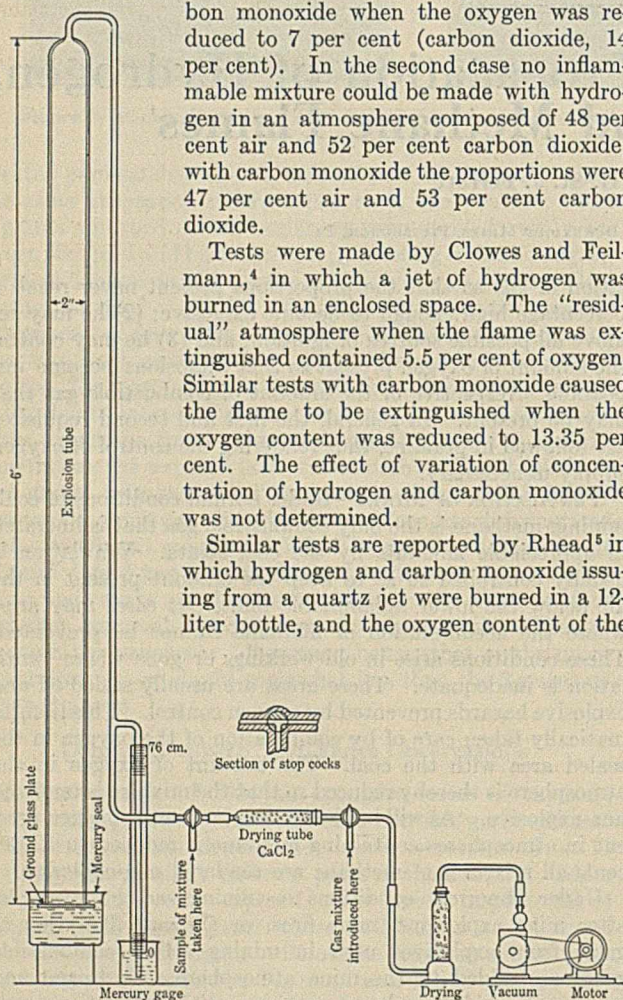 bon monoxide when the oxygen was re-
duced to 7 per cent (carbon dioxide, 14
per cent). In the second case no inflam-
mable mixture could be made with hydro-
gen in an atmosphere composed of 48 per
cent air and 52 per cent carbon dioxide
with carbon monoxide the proportions were
47 per cent air and 53 per cent carbon
dioxide.
Tests were made by Clowes and Feil-
mann,⁴ in which a jet of hydrogen was
burned in an enclosed space. The “resid-
ual” atmosphere when the flame was ex-
tinguished contained 5.5 per cent of oxygen
Similar tests with carbon monoxide caused
the flame to be extinguished when the
oxygen content was reduced to 13.35 per
cent. The effect of variation of concen-
tration of hydrogen and carbon monoxide
was not determined.
Similar tests are reported by Rhead⁵ in
which hydrogen and carbon monoxide issu-
ing from a quartz jet were burned in a 12-
liter bottle, and the oxygen content of the
2"
6'
Explosion tube
76 cm.
Section of stop cocks
Ground glass plate
Mercury seal
Drying tube
CaCl2
Sample of mixture
taken here
Gas mixture
introduced here
0
Mercury gage
Drying
Vacuum
Motor